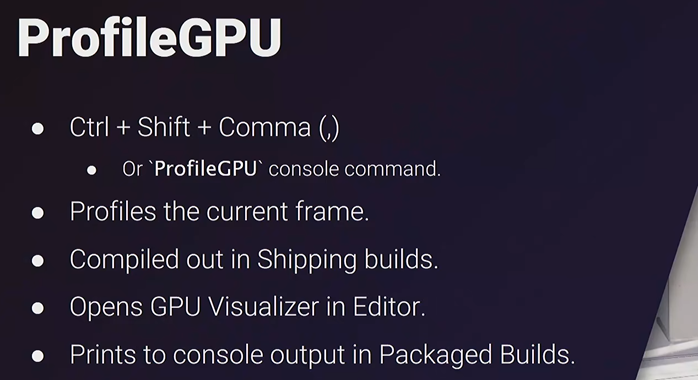 ProfileGPU
● Ctrl + Shift + Comma (,)
● Or `ProfileGPU` console command.
● Profiles the current frame.
● Compiled out in Shipping builds.
● Opens GPU Visualizer in Editor.
● Prints to console output in Packaged Builds.